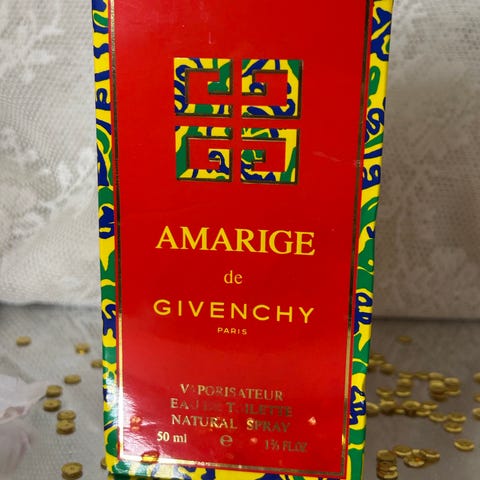 AMARIGE
de
GIVENCHY
PARIS
VAPORISATEUR
EAU DE TOILETTE
NATURAL SPRAY
50 ml e 1⅔ FL.OZ